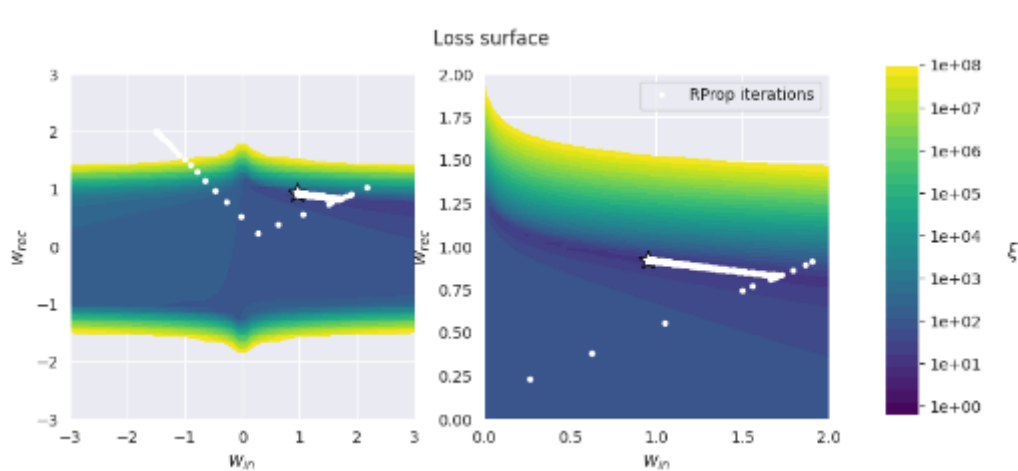 Loss surface
3
2
1
0
−1
−2
−3
w_rec
−3
−2
−1
0
1
2
3
w_in
2.00
1.75
1.50
1.25
1.00
0.75
0.50
0.25
0.00
w_rec
RProp iterations
0.0
0.5
1.0
1.5
2.0
w_in
1e+08
1e+07
1e+06
1e+05
1e+04
1e+03
1e+02
1e+01
1e+00
ξ